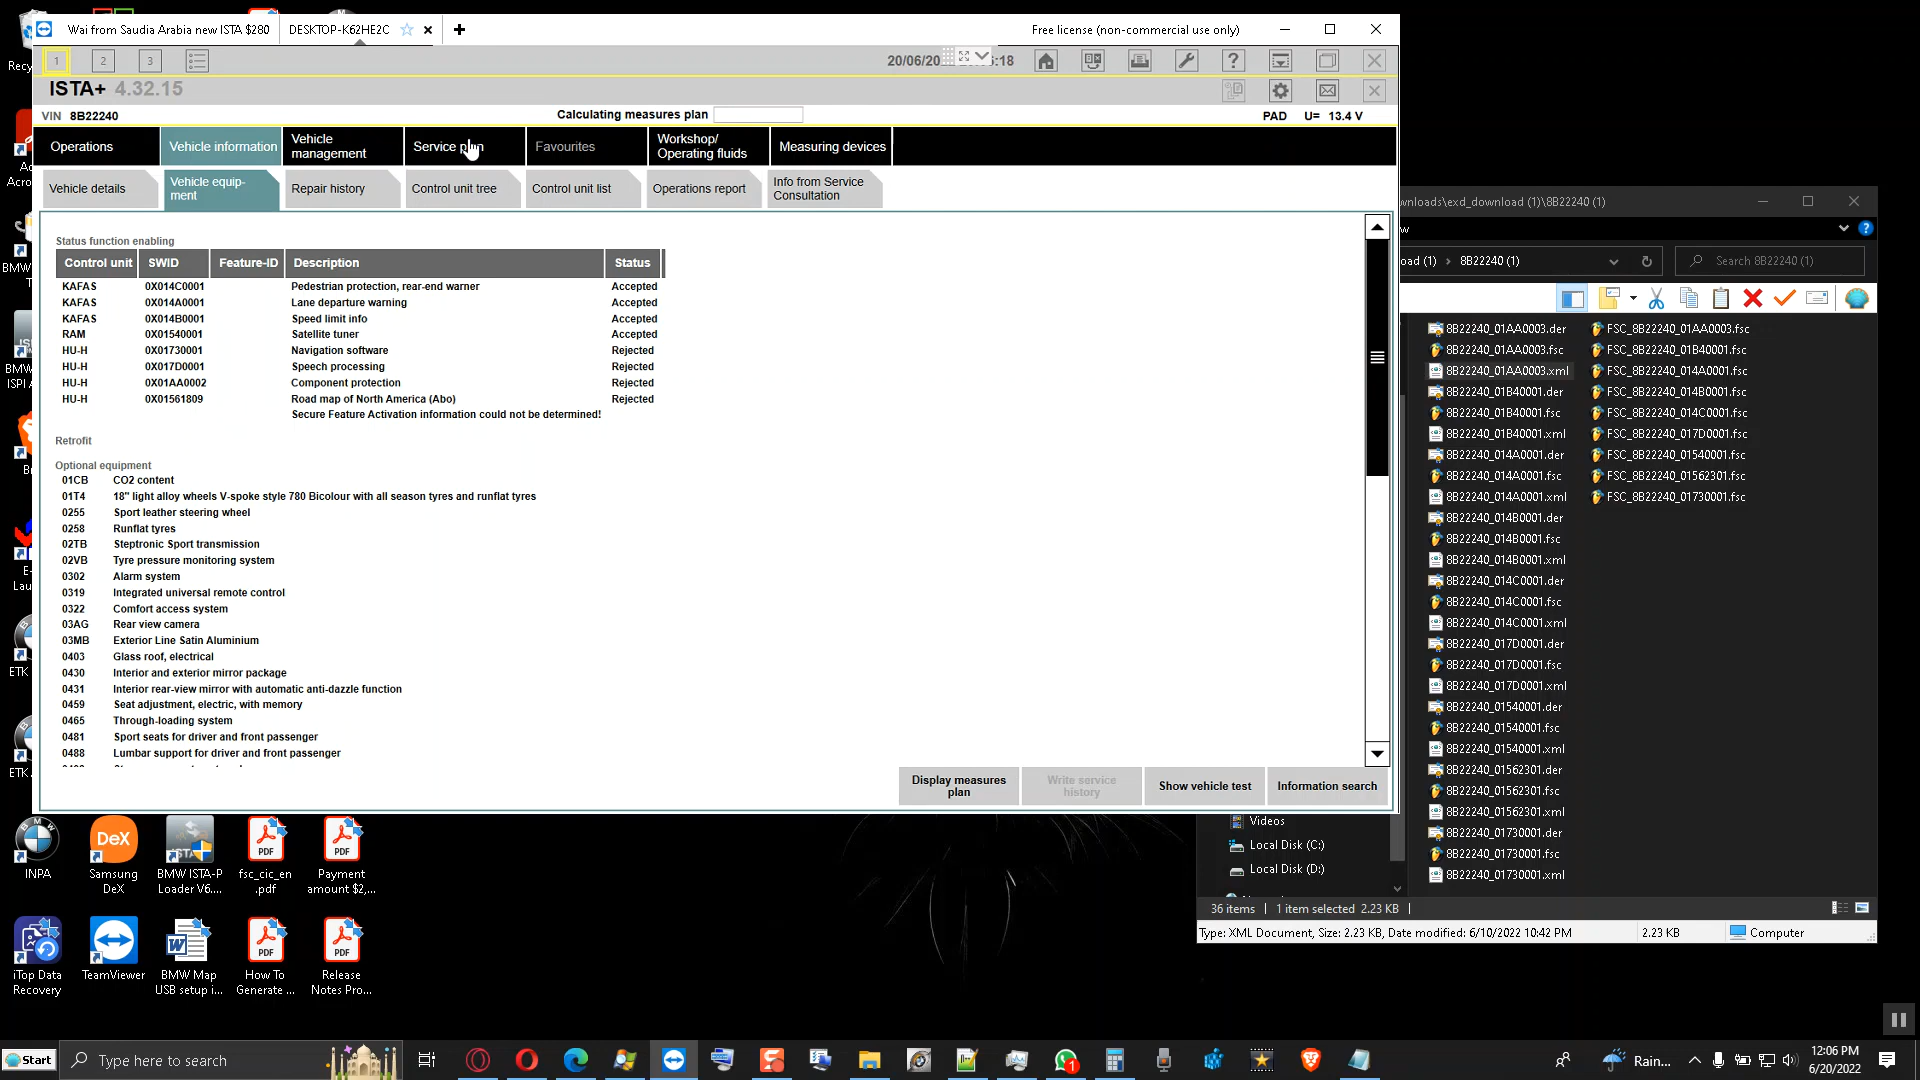 Wai from Saudia Arabia new ISTA $280
DESKTOP-K62HE2C
Free license (non-commercial use only)
1
2
3
?
ISTA+ 4.32.15
VIN 8B22240
Calculating measures plan
PAD U= 13.4 V
Operations
Vehicle information
Vehicle
management
Service plan
Favourites
Workshop/
Operating fluids
Measuring devices
Vehicle details
Vehicle equip-
ment
Repair history
Control unit tree
Control unit list
Operations report
Info from Service
Consultation
Status function enabling
Control unit SWID Feature-ID Description Status
KAFAS 0X014C0001 Pedestrian protection, rear-end warner Accepted
KAFAS 0X014A0001 Lane departure warning Accepted
KAFAS 0X014B0001 Speed limit info Accepted
RAM 0X01540001 Satellite tuner Accepted
HU-H 0X01730001 Navigation software Rejected
HU-H 0X017D0001 Speech processing Rejected
HU-H 0X01AA0002 Component protection Rejected
HU-H 0X01561809 Road map of North America (Abo) Rejected
Secure Feature Activation information could not be determined!
Retrofit
Optional equipment
01CB CO2 content
01T4 18" light alloy wheels V-spoke style 780 Bicolour with all season tyres and runflat tyres
0255 Sport leather steering wheel
0258 Runflat tyres
02TB Steptronic Sport transmission
02VB Tyre pressure monitoring system
0302 Alarm system
0319 Integrated universal remote control
0322 Comfort access system
03AG Rear view camera
03MB Exterior Line Satin Aluminium
0403 Glass roof, electrical
0430 Interior and exterior mirror package
0431 Interior rear-view mirror with automatic anti-dazzle function
0459 Seat adjustment, electric, with memory
0465 Through-loading system
0481 Sport seats for driver and front passenger
0488 Lumbar support for driver and front passenger
Display measures
plan
Write service
history
Show vehicle test
Information search
wnloads\exd_download (1)\8B22240 (1)
oad (1) › 8B22240 (1)
Search 8B22240 (1)
8B22240_01AA0003.der
8B22240_01AA0003.fsc
8B22240_01AA0003.xml
8B22240_01B40001.der
8B22240_01B40001.fsc
8B22240_01B40001.xml
8B22240_014A0001.der
8B22240_014A0001.fsc
8B22240_014A0001.xml
8B22240_014B0001.der
8B22240_014B0001.fsc
8B22240_014B0001.xml
8B22240_014C0001.der
8B22240_014C0001.fsc
8B22240_014C0001.xml
8B22240_017D0001.der
8B22240_017D0001.fsc
8B22240_017D0001.xml
8B22240_01540001.der
8B22240_01540001.fsc
8B22240_01540001.xml
8B22240_01562301.der
8B22240_01562301.fsc
8B22240_01562301.xml
8B22240_01730001.der
8B22240_01730001.fsc
8B22240_01730001.xml
FSC_8B22240_01AA0003.fsc
FSC_8B22240_01B40001.fsc
FSC_8B22240_014A0001.fsc
FSC_8B22240_014B0001.fsc
FSC_8B22240_014C0001.fsc
FSC_8B22240_017D0001.fsc
FSC_8B22240_01540001.fsc
FSC_8B22240_01562301.fsc
FSC_8B22240_01730001.fsc
Videos
Local Disk (C:)
Local Disk (D:)
36 items
1 item selected 2.23 KB
Type: XML Document, Size: 2.23 KB, Date modified: 6/10/2022 10:42 PM
2.23 KB
Computer
INPA
DeX
Samsung
DeX
BMW ISTA-P
Loader V6....
PDF
fsc_cic_en
.pdf
PDF
Payment
amount $2,...
iTop Data
Recovery
TeamViewer
BMW Map
USB setup i...
PDF
How To
Generate ...
PDF
Release
Notes Pro...
Start
Type here to search
1
Rain...
12:06 PM
6/20/2022